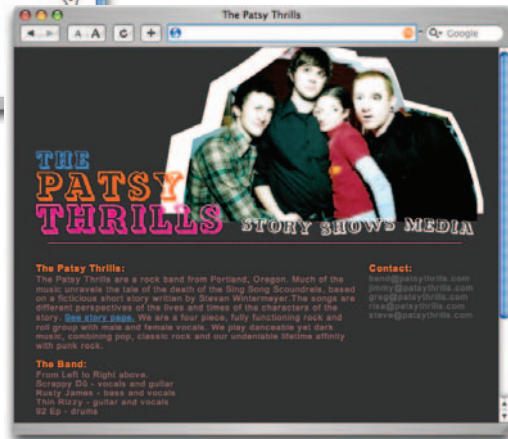 The Patsy Thrills
A A
Google
THE
PATSY
THRILLS
STORY SHOWS MEDIA
The Patsy Thrills:
The Patsy Thrills are a rock band from Portland, Oregon. Much of the
music unravels the tale of the death of the Sing Song Scoundrels, based
on a ficticious short story written by Stevan Wintermeyer.The songs are
different perspectives of the lives and times of the characters of the
story. See story page. We are a four piece, fully functioning rock and
roll group with male and female vocals. We play danceable yet dark
music, combining pop, classic rock and our undeniable lifetime affinity
with punk rock.
The Band:
From Left to Right above.
Scrappy Dû - vocals and guitar
Rusty James - bass and vocals
Thin Rizzy - guitar and vocals
92 Ep - drums
Contact:
band@patsythrills.com
jimmy@patsythrills.com
greg@patsythrills.com
risa@patsythrills.com
steve@patsythrills.com